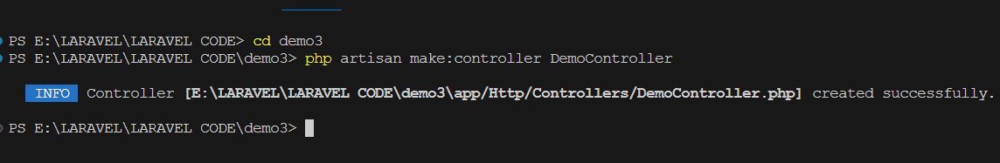 PS E:\LARAVEL\LARAVEL CODE> cd demo3
PS E:\LARAVEL\LARAVEL CODE\demo3> php artisan make:controller DemoController
INFO Controller [E:\LARAVEL\LARAVEL CODE\demo3\app/Http/Controllers/DemoController.php] created successfully.
PS E:\LARAVEL\LARAVEL CODE\demo3>